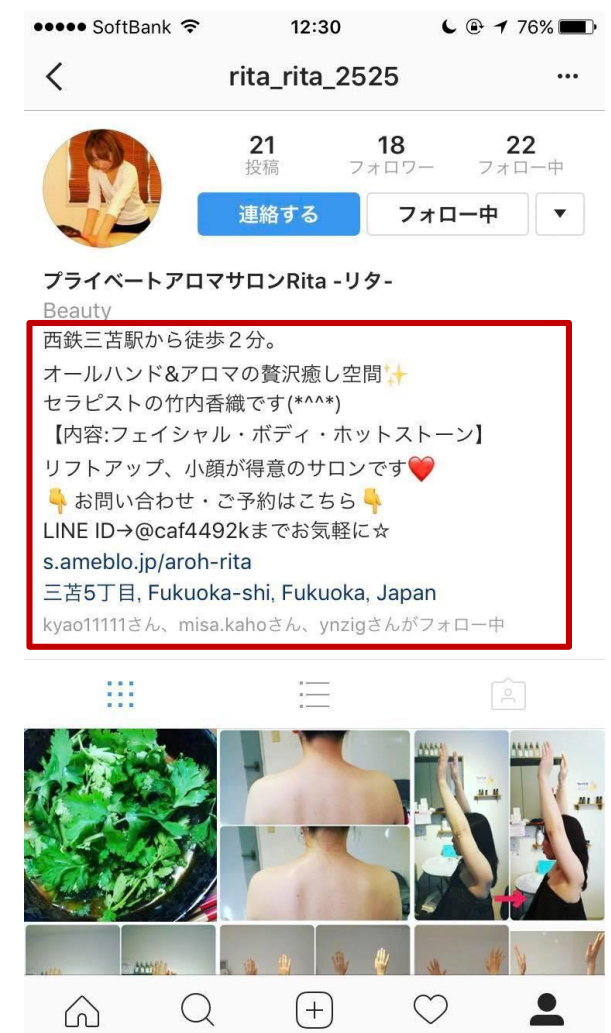 SoftBank 12:30 76%
rita_rita_2525
21 18 22
投稿 フォロワー フォロー中
連絡する フォロー中
プライベートアロマサロンRita -リタ-
Beauty
西鉄三苫駅から徒歩２分。
オールハンド&アロマの贅沢癒し空間✨
セラピストの竹内香織です(*^^*)
【内容:フェイシャル・ボディ・ホットストーン】
リフトアップ、小顔が得意のサロンです❤️
👇お問い合わせ・ご予約はこちら👇
LINE ID→@caf4492kまでお気軽に☆
s.ameblo.jp/aroh-rita
三苫5丁目, Fukuoka-shi, Fukuoka, Japan
kyao11111さん、misa.kahoさん、ynzigさんがフォロー中